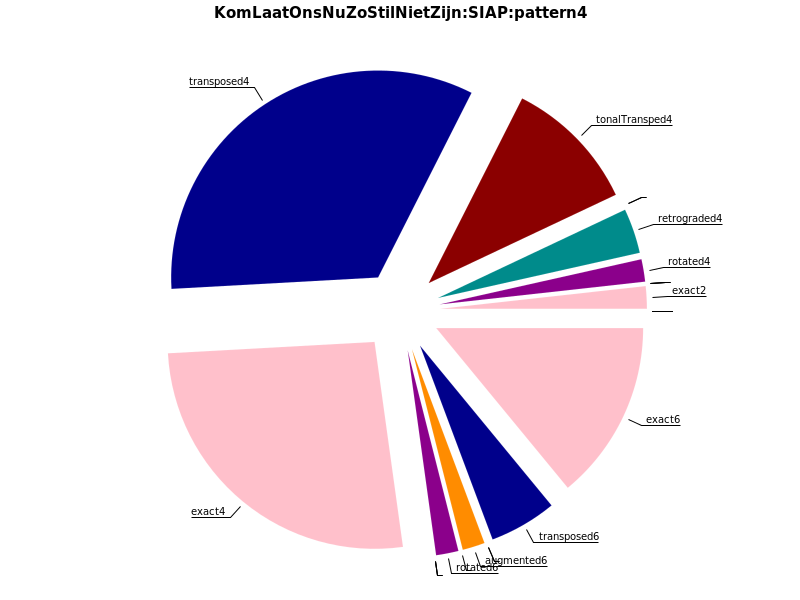 KomLaatOnsNuZoStilNietZijn:SIAP:pattern4
transposed4
tonalTransped4
retrograded4
rotated4
exact2
exact6
exact4
transposed6
augmented6
rotated6